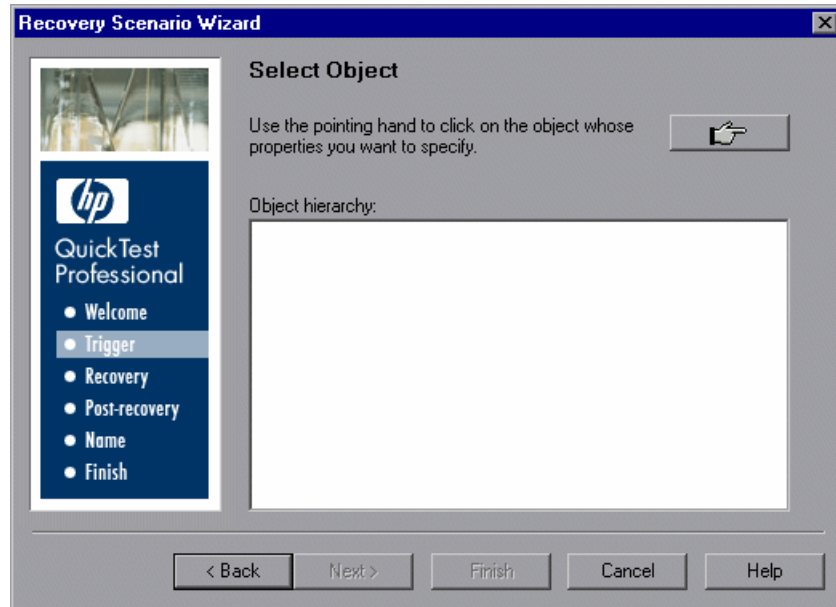 Recovery Scenario Wizard
Select Object
Use the pointing hand to click on the object whose
properties you want to specify.
Object hierarchy:
hp
QuickTest
Professional
Welcome
Trigger
Recovery
Post-recovery
Name
Finish
< Back
Next >
Finish
Cancel
Help